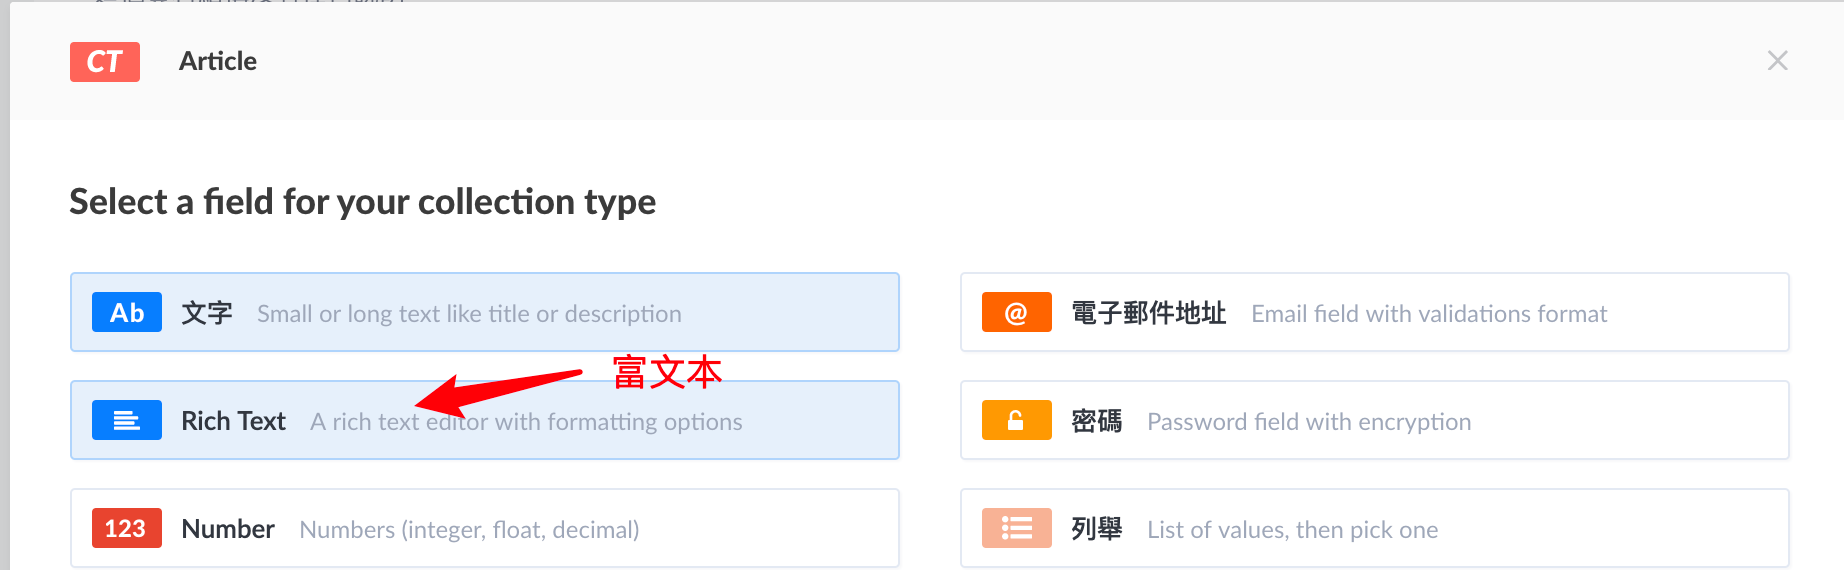 CT Article
Select a field for your collection type
Ab 文字 Small or long text like title or description
@ 電子郵件地址 Email field with validations format
富文本
Rich Text A rich text editor with formatting options
密碼 Password field with encryption
123 Number Numbers (integer, float, decimal)
列舉 List of values, then pick one